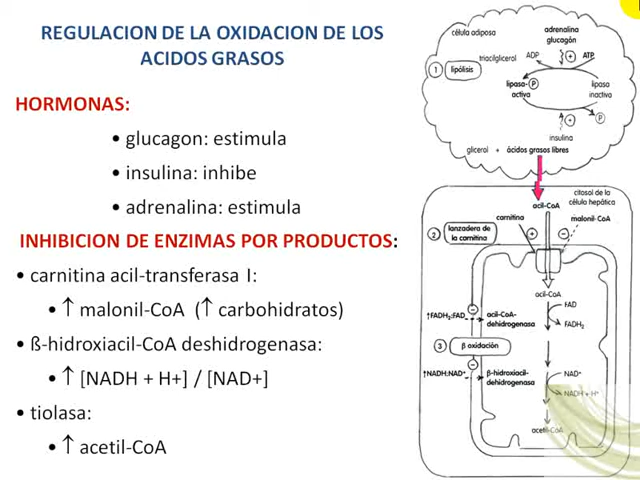 REGULACION DE LA OXIDACION DE LOS
ACIDOS GRASOS
HORMONAS:
• glucagon: estimula
• insulina: inhibe
• adrenalina: estimula
INHIBICION DE ENZIMAS POR PRODUCTOS:
• carnitina acil-transferasa I:
• ↑ malonil-CoA (↑ carbohidratos)
• ß-hidroxiacil-CoA deshidrogenasa:
• ↑ [NADH + H+] / [NAD+]
• tiolasa:
• ↑ acetil-CoA
célula adiposa
adrenalina
glucagón
triacilglicerol
ADP
+
ATP
1
lipólisis
lipasa-P
activa
lipasa
inactiva
P
+
insulina
glicerol + ácidos grasos libres
citosol de la
célula hepática
acil-CoA
carnitina
malonil-CoA
2
lanzadera de
la carnitina
+
−
acil-CoA
FAD
↑FADH₂:FAD
−
acil-CoA-
dehidrogenasa
FADH₂
3
β oxidación
−
↑NADH:NAD⁺
β-hidroxiacil-
dehidrogenasa
NAD⁺
NADH + H⁺
acetil-CoA